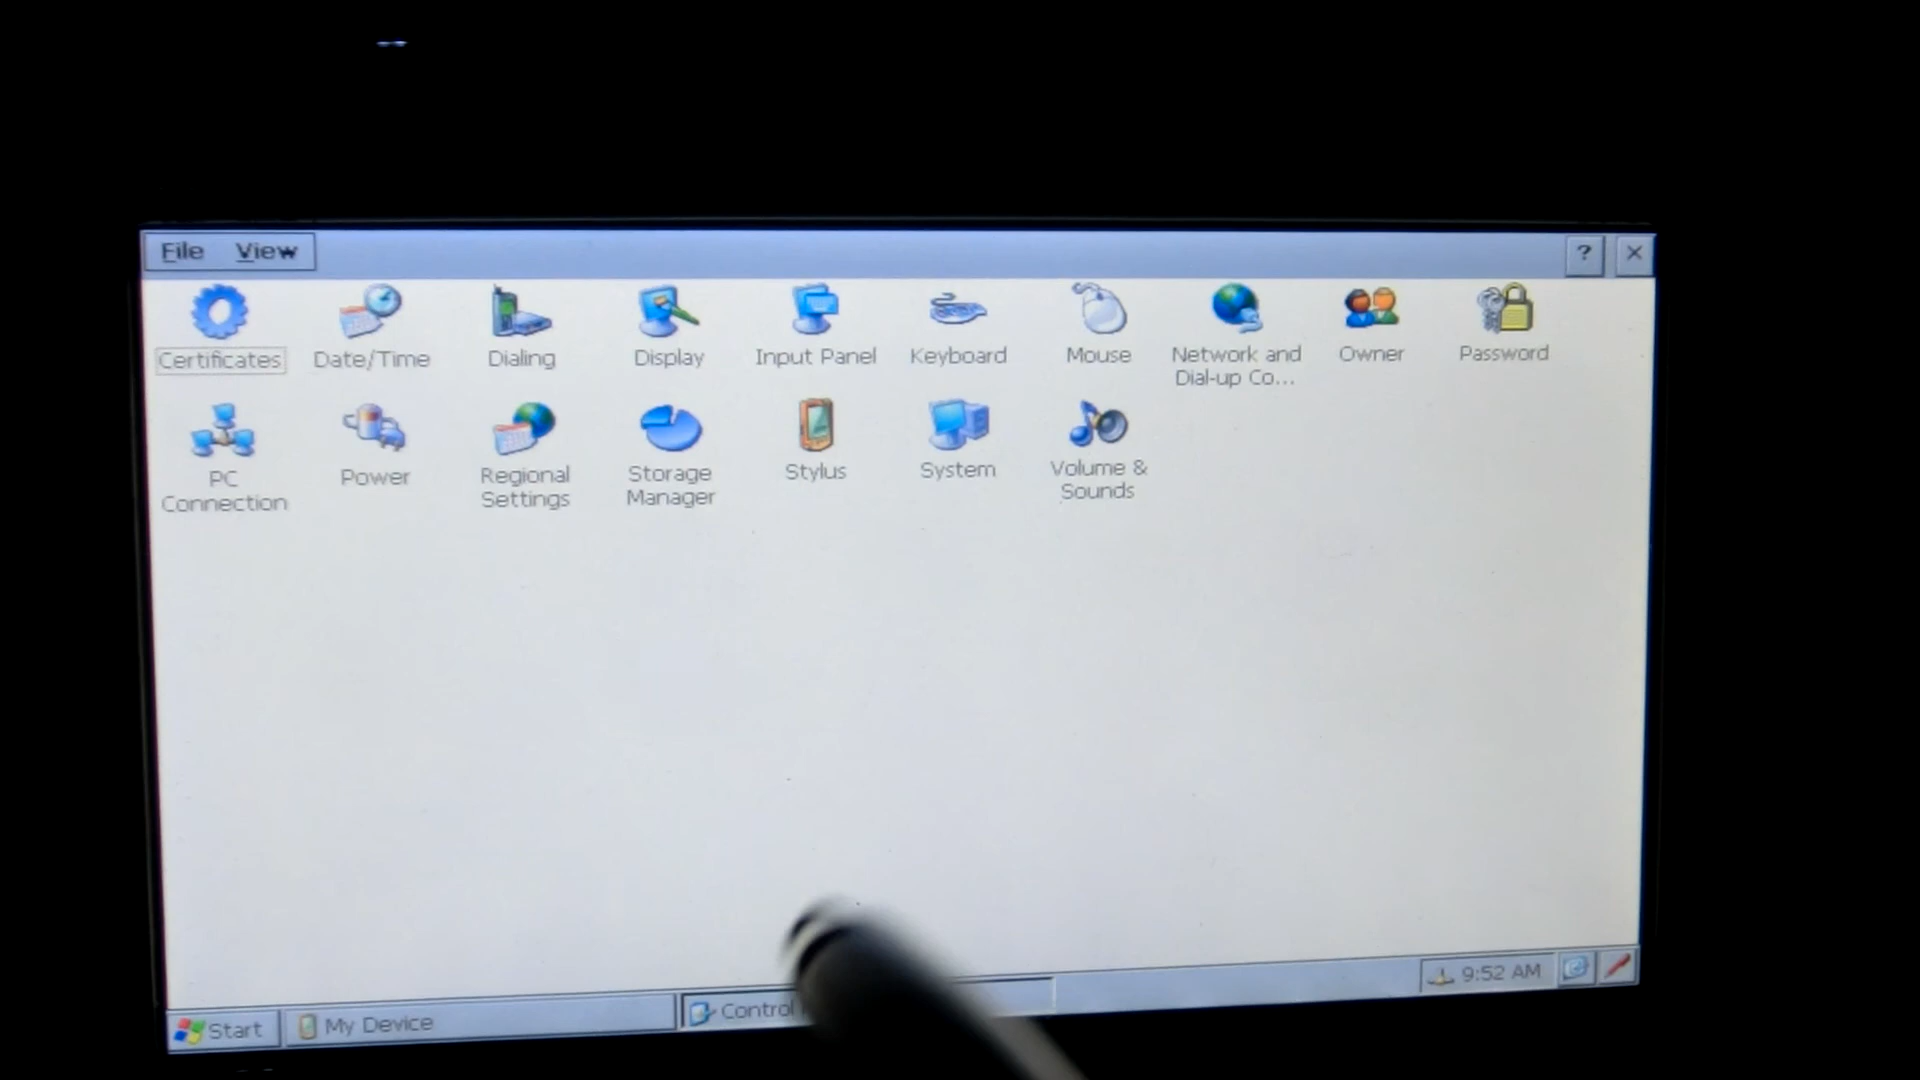 File View ? ×
Certificates Date/Time Dialing Display Input Panel Keyboard Mouse Network and Dial-up Co... Owner Password
PC Connection Power Regional Settings Storage Manager Stylus System Volume & Sounds
Start My Device Control 9:52 AM